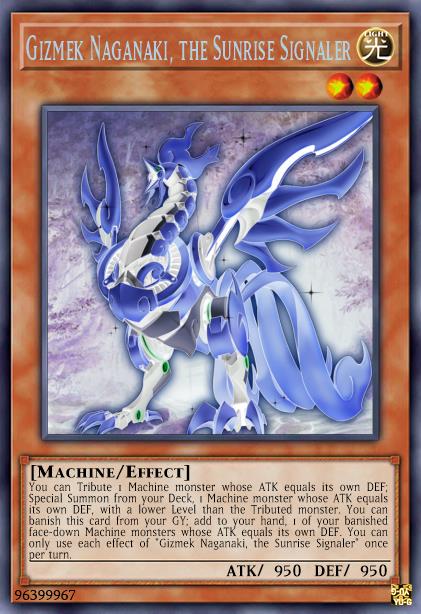 GIZMEK NAGANAKI, THE SUNRISE SIGNALER
LIGHT
光
[MACHINE/EFFECT]
You can Tribute 1 Machine monster whose ATK equals its own DEF;
Special Summon from your Deck, 1 Machine monster whose ATK equals
its own DEF, with a lower Level than the Tributed monster. You can
banish this card from your GY; add to your hand, 1 of your banished
face-down Machine monsters whose ATK equals its own DEF. You can
only use each effect of "Gizmek Naganaki, the Sunrise Signaler" once
per turn.
ATK/ 950 DEF/ 950
96399967